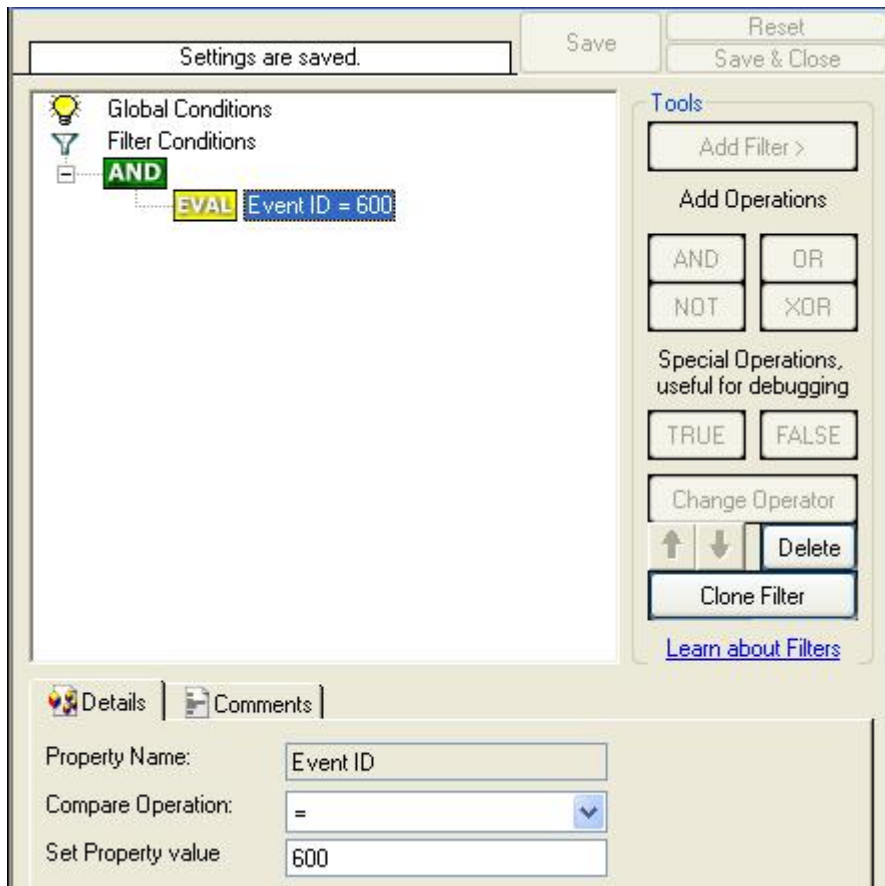 Settings are saved.
Save
Reset
Save & Close
Global Conditions
Filter Conditions
AND
EVAL Event ID = 600
Tools
Add Filter >
Add Operations
AND OR
NOT XOR
Special Operations,
useful for debugging
TRUE FALSE
Change Operator
Delete
Clone Filter
Learn about Filters
Details Comments
Property Name: Event ID
Compare Operation: =
Set Property value 600